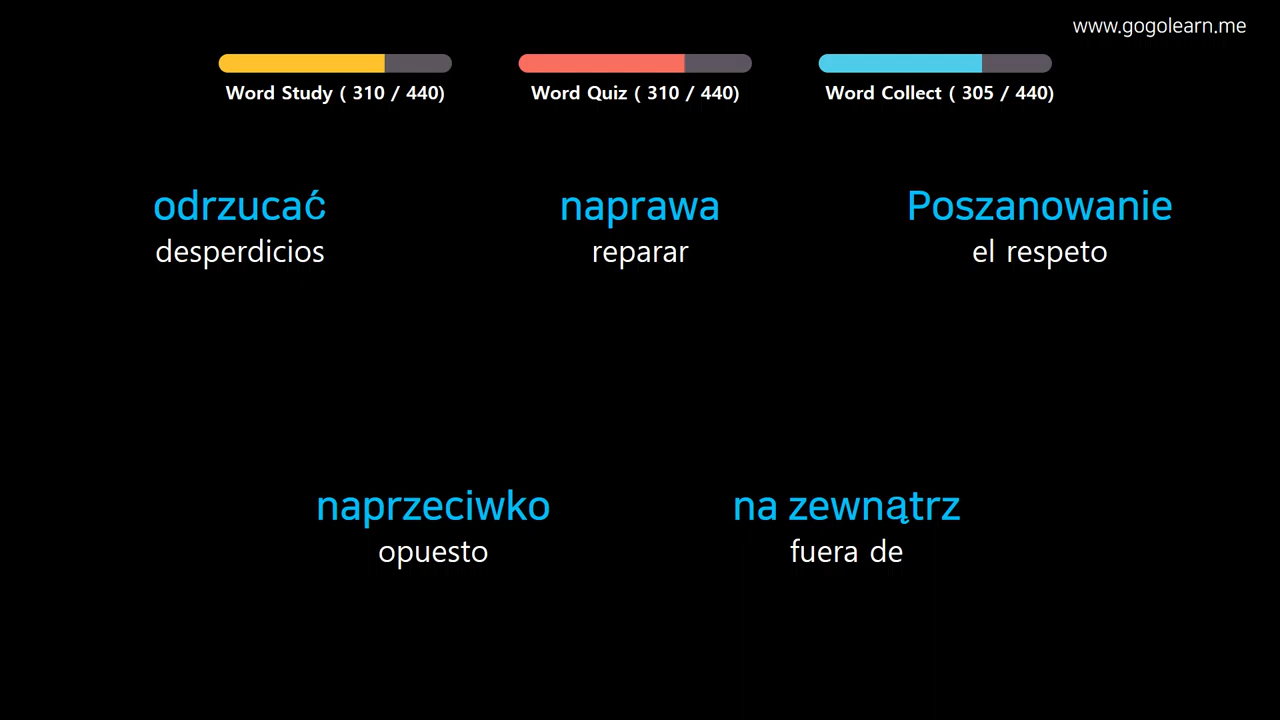 www.gogolearn.me
Word Study ( 310 / 440)
Word Quiz ( 310 / 440)
Word Collect ( 305 / 440)
odrzucać
desperdicios
naprawa
reparar
Poszanowanie
el respeto
naprzeciwko
opuesto
na zewnątrz
fuera de